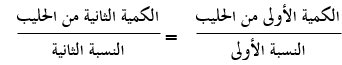 الكمية الأولى من الحليب = الكمية الثانية من الحليب
النسبة الأولى النسبة الثانية